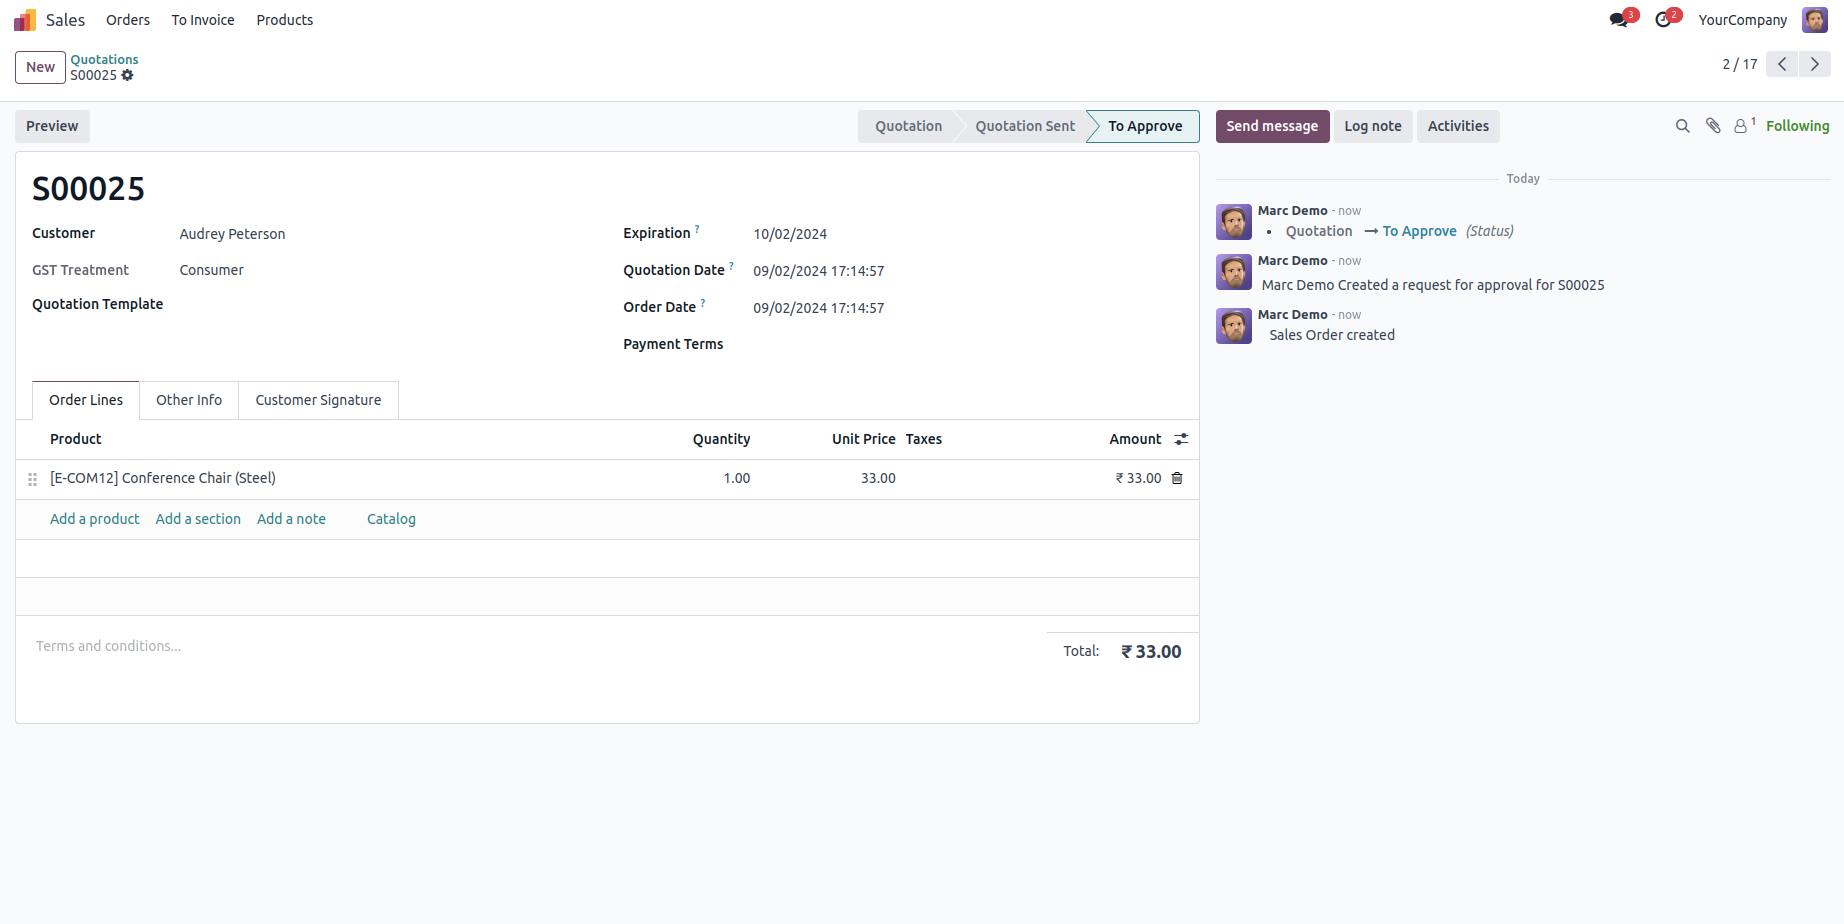 Sales Orders To Invoice Products 3 2 YourCompany
New Quotations
S00025
2 / 17
Preview Quotation Quotation Sent To Approve Send message Log note Activities 1 Following
S00025
Customer Audrey Peterson
GST Treatment Consumer
Quotation Template
Expiration ? 10/02/2024
Quotation Date ? 09/02/2024 17:14:57
Order Date ? 09/02/2024 17:14:57
Payment Terms
Order Lines Other Info Customer Signature
Product Quantity Unit Price Taxes Amount
[E-COM12] Conference Chair (Steel) 1.00 33.00 ₹ 33.00
Add a product Add a section Add a note Catalog
Terms and conditions...
Total: ₹ 33.00
Today
Marc Demo - now
• Quotation → To Approve (Status)
Marc Demo - now
Marc Demo Created a request for approval for S00025
Marc Demo - now
Sales Order created